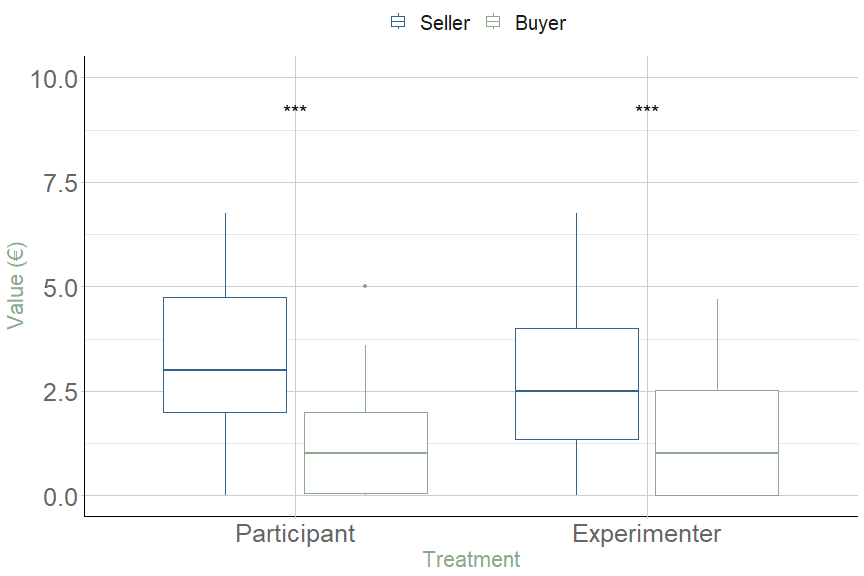 Seller Buyer
10.0
*** ***
7.5
5.0
2.5
0.0
Value (€)
Participant Experimenter
Treatment